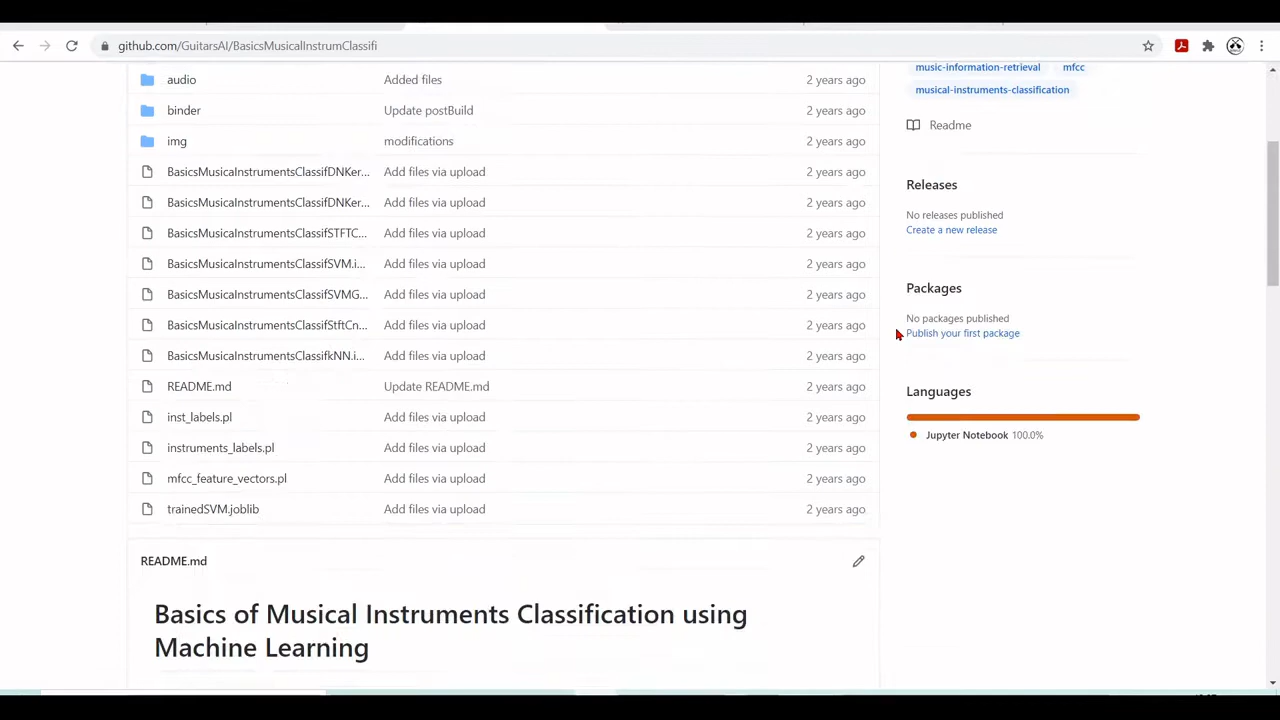 github.com/GuitarsAI/BasicsMusicalInstrumClassifi
music-information-retrieval mfcc
musical-instruments-classification
audio Added files 2 years ago
binder Update postBuild 2 years ago
img modifications 2 years ago
BasicsMusicalInstrumentsClassifDNKer... Add files via upload 2 years ago
BasicsMusicalInstrumentsClassifDNKer... Add files via upload 2 years ago
BasicsMusicalInstrumentsClassifSTFTC... Add files via upload 2 years ago
BasicsMusicalInstrumentsClassifSVM.i... Add files via upload 2 years ago
BasicsMusicalInstrumentsClassifSVMG... Add files via upload 2 years ago
BasicsMusicalInstrumentsClassifStftCn... Add files via upload 2 years ago
BasicsMusicalInstrumentsClassifkNN.i... Add files via upload 2 years ago
README.md Update README.md 2 years ago
inst_labels.pl Add files via upload 2 years ago
instruments_labels.pl Add files via upload 2 years ago
mfcc_feature_vectors.pl Add files via upload 2 years ago
trainedSVM.joblib Add files via upload 2 years ago
Readme
Releases
No releases published
Create a new release
Packages
No packages published
Publish your first package
Languages
Jupyter Notebook 100.0%
README.md
Basics of Musical Instruments Classification using
Machine Learning